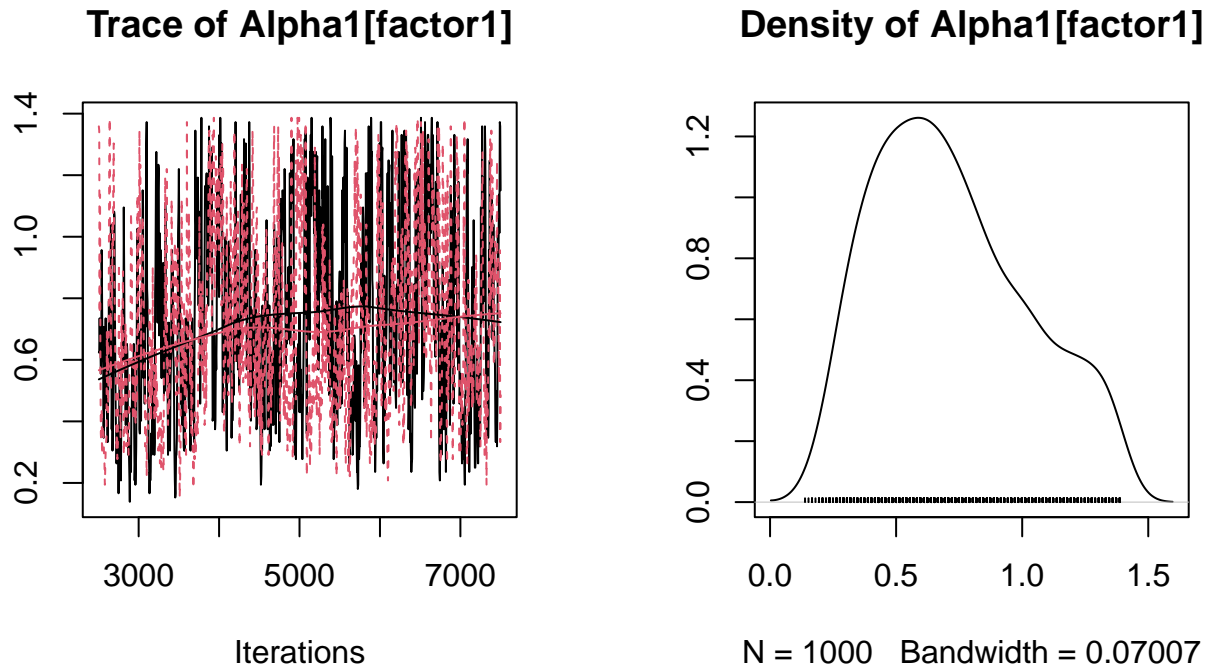 Trace of Alpha1[factor1]
1.4
1.0
0.6
0.2
3000 5000 7000
Iterations
Density of Alpha1[factor1]
1.2
0.8
0.4
0.0
0.0 0.5 1.0 1.5
N = 1000 Bandwidth = 0.07007